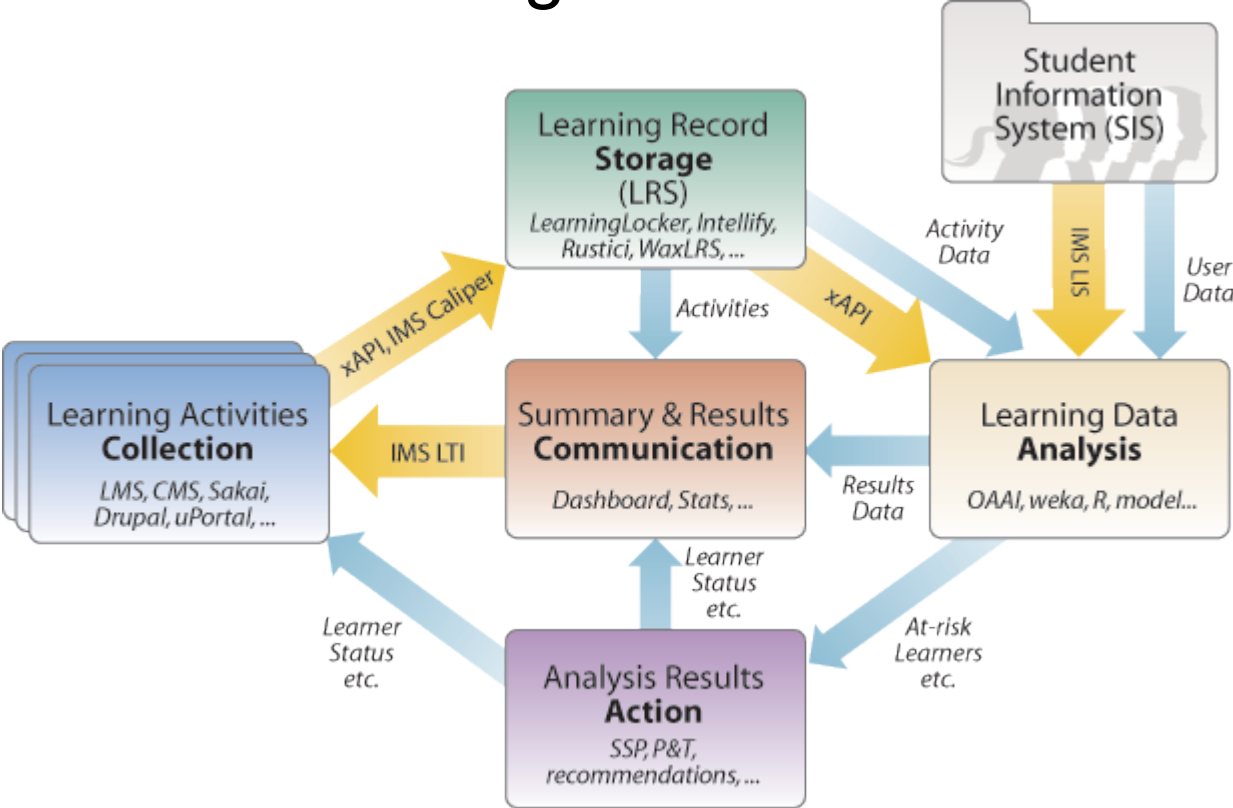 Student
Information
System (SIS)
Learning Record
Storage
(LRS)
LearningLocker, Intellify,
Rustici, WaxLRS, ...
Activity
Data
IMS LIS
User
Data
xAPI, IMS Caliper
Activities
xAPI
Learning Activities
Collection
LMS, CMS, Sakai,
Drupal, uPortal, ...
IMS LTI
Summary & Results
Communication
Dashboard, Stats, ...
Results
Data
Learning Data
Analysis
OAAI, weka, R, model...
Learner
Status
etc.
Learner
Status
etc.
At-risk
Learners
etc.
Analysis Results
Action
SSP, P&T,
recommendations, ...